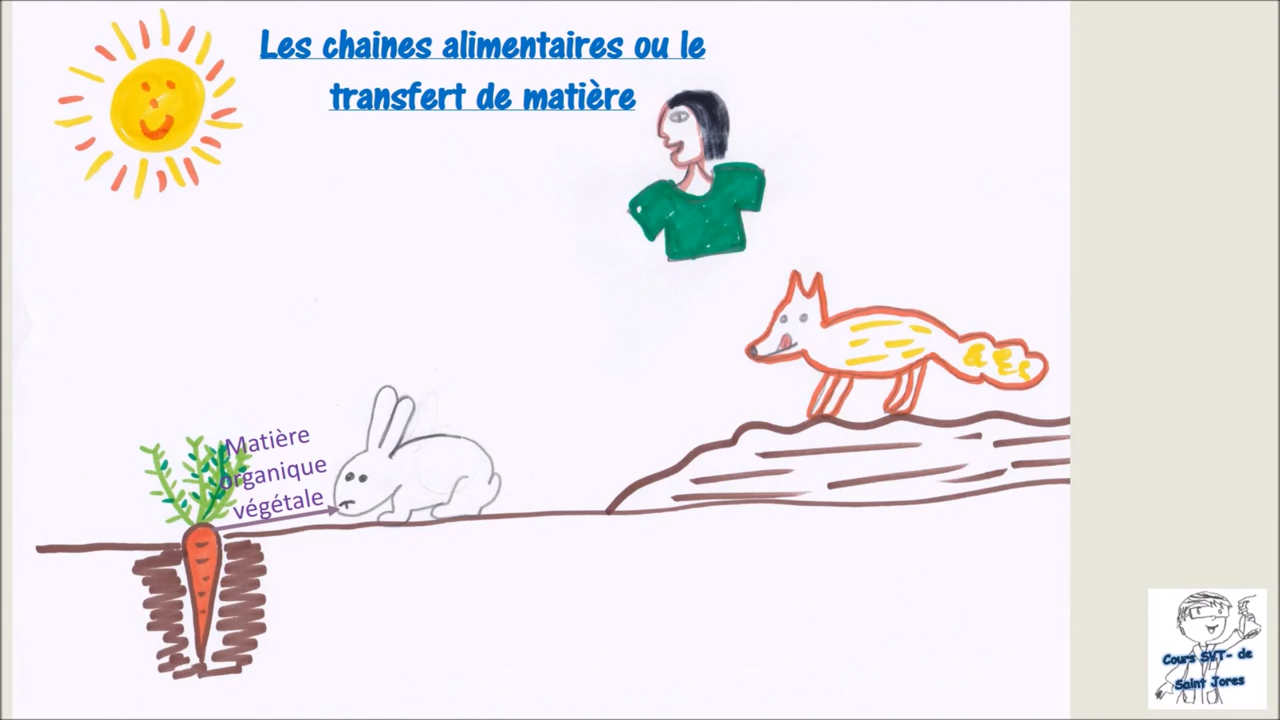 Les chaines alimentaires ou le
transfert de matière
Matière
organique
végétale
Cours SVT- de
Saint Jores